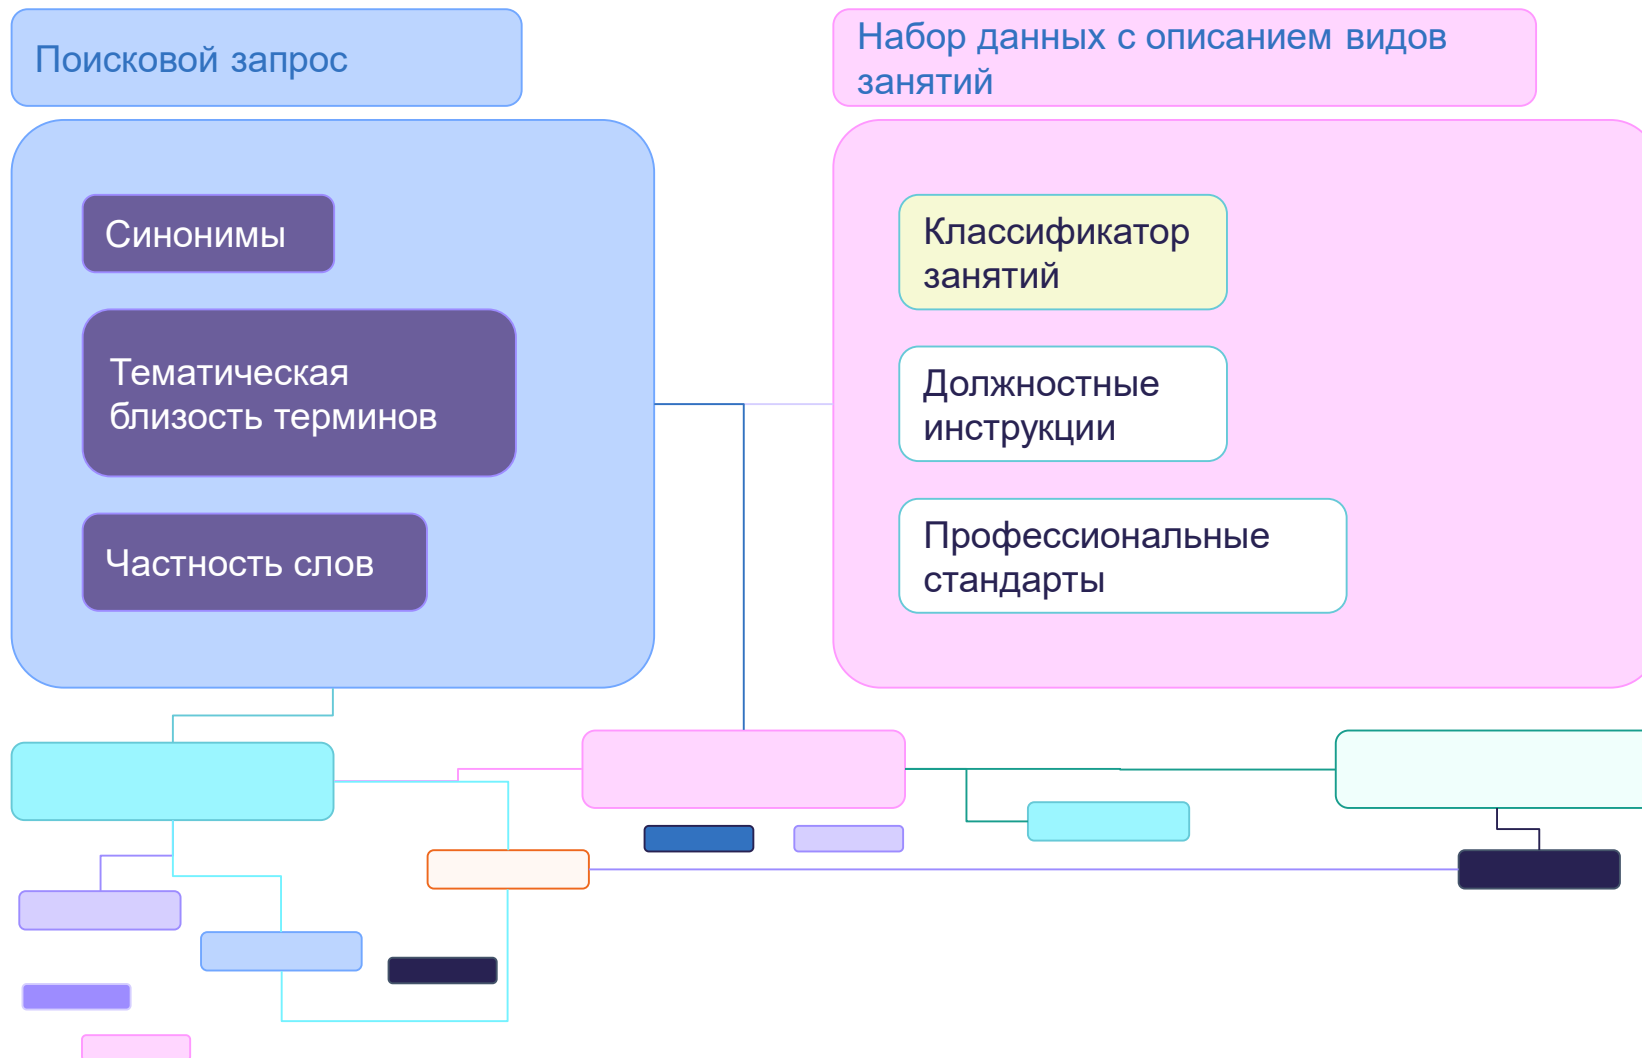 Поисковой запрос
Синонимы
Тематическая
близость терминов
Частность слов
Набор данных с описанием видов
занятий
Классификатор
занятий
Должностные
инструкции
Профессиональные
стандарты